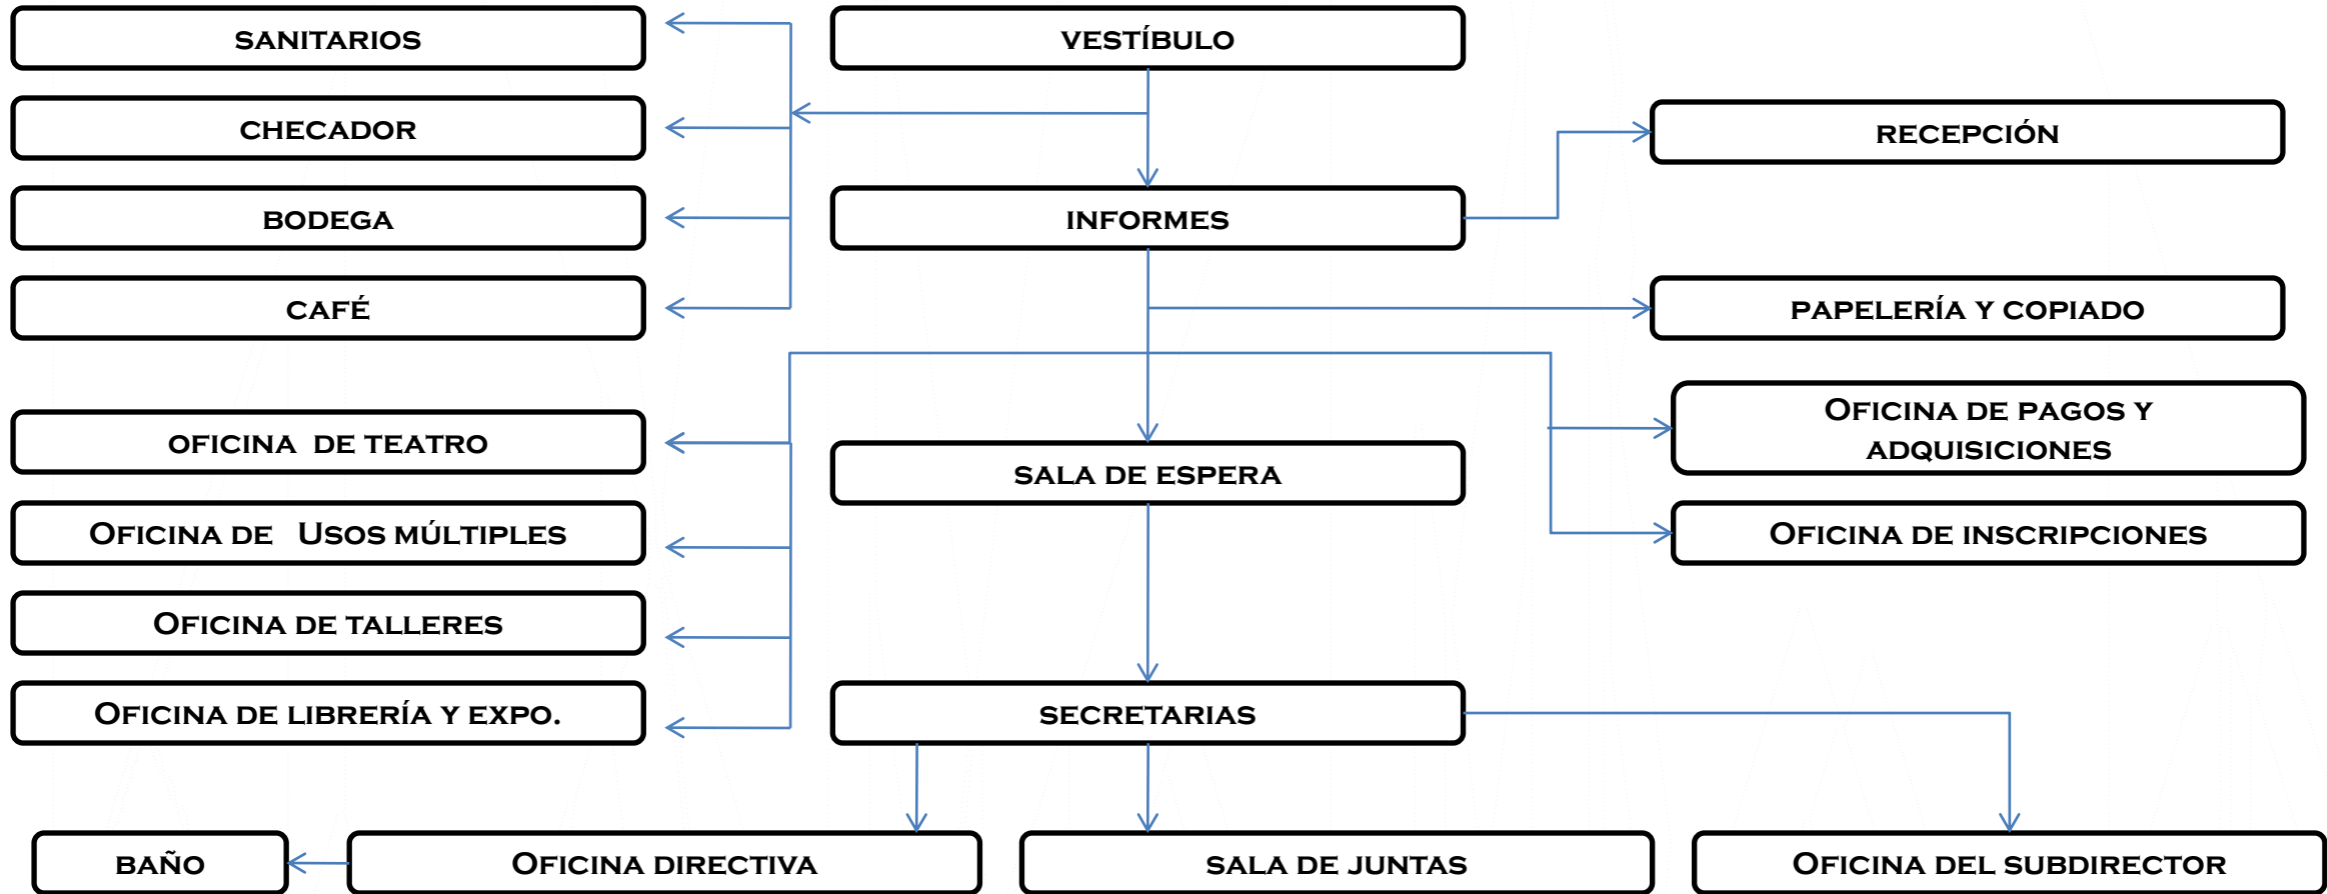 SANITARIOS
VESTÍBULO
CHECADOR
RECEPCIÓN
BODEGA
INFORMES
CAFÉ
PAPELERÍA Y COPIADO
OFICINA DE TEATRO
OFICINA DE PAGOS Y
ADQUISICIONES
SALA DE ESPERA
OFICINA DE USOS MÚLTIPLES
OFICINA DE INSCRIPCIONES
OFICINA DE TALLERES
OFICINA DE LIBRERÍA Y EXPO.
SECRETARIAS
BAÑO
OFICINA DIRECTIVA
SALA DE JUNTAS
OFICINA DEL SUBDIRECTOR